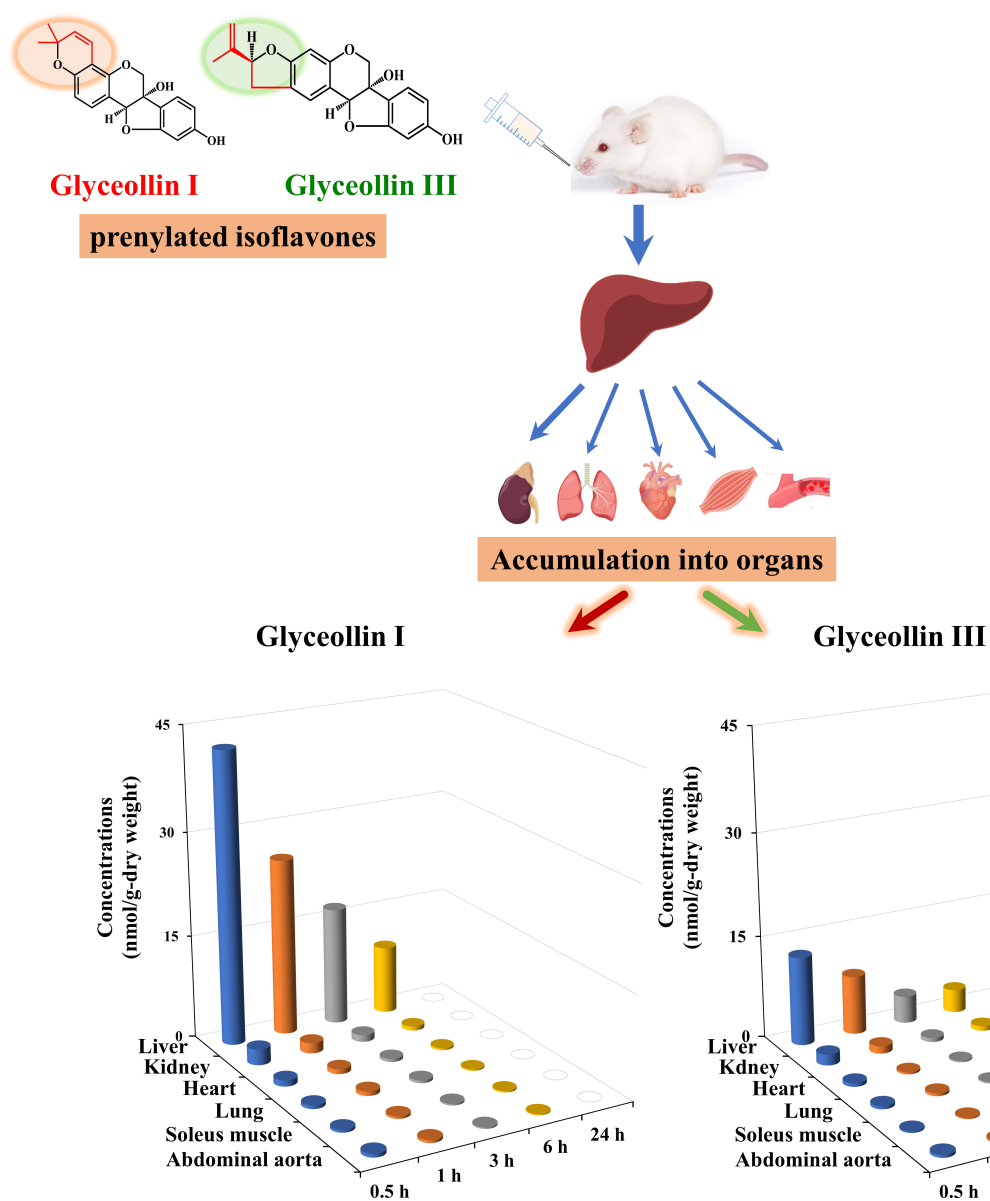 H
O
O
OH
H
O
OH
O
O
OH
H
O
OH
Glyceollin I
Glyceollin III
prenylated isoflavones
Accumulation into organs
Glyceollin I
Glyceollin III
Concentrations
(nmol/g-dry weight)
45
30
15
0
Liver
Kidney
Heart
Lung
Soleus muscle
Abdominal aorta
0.5 h
1 h
3 h
6 h
24 h
Concentrations
(nmol/g-dry weight)
45
30
15
0
Liver
Kdney
Heart
Lung
Soleus muscle
Abdominal aorta
0.5 h